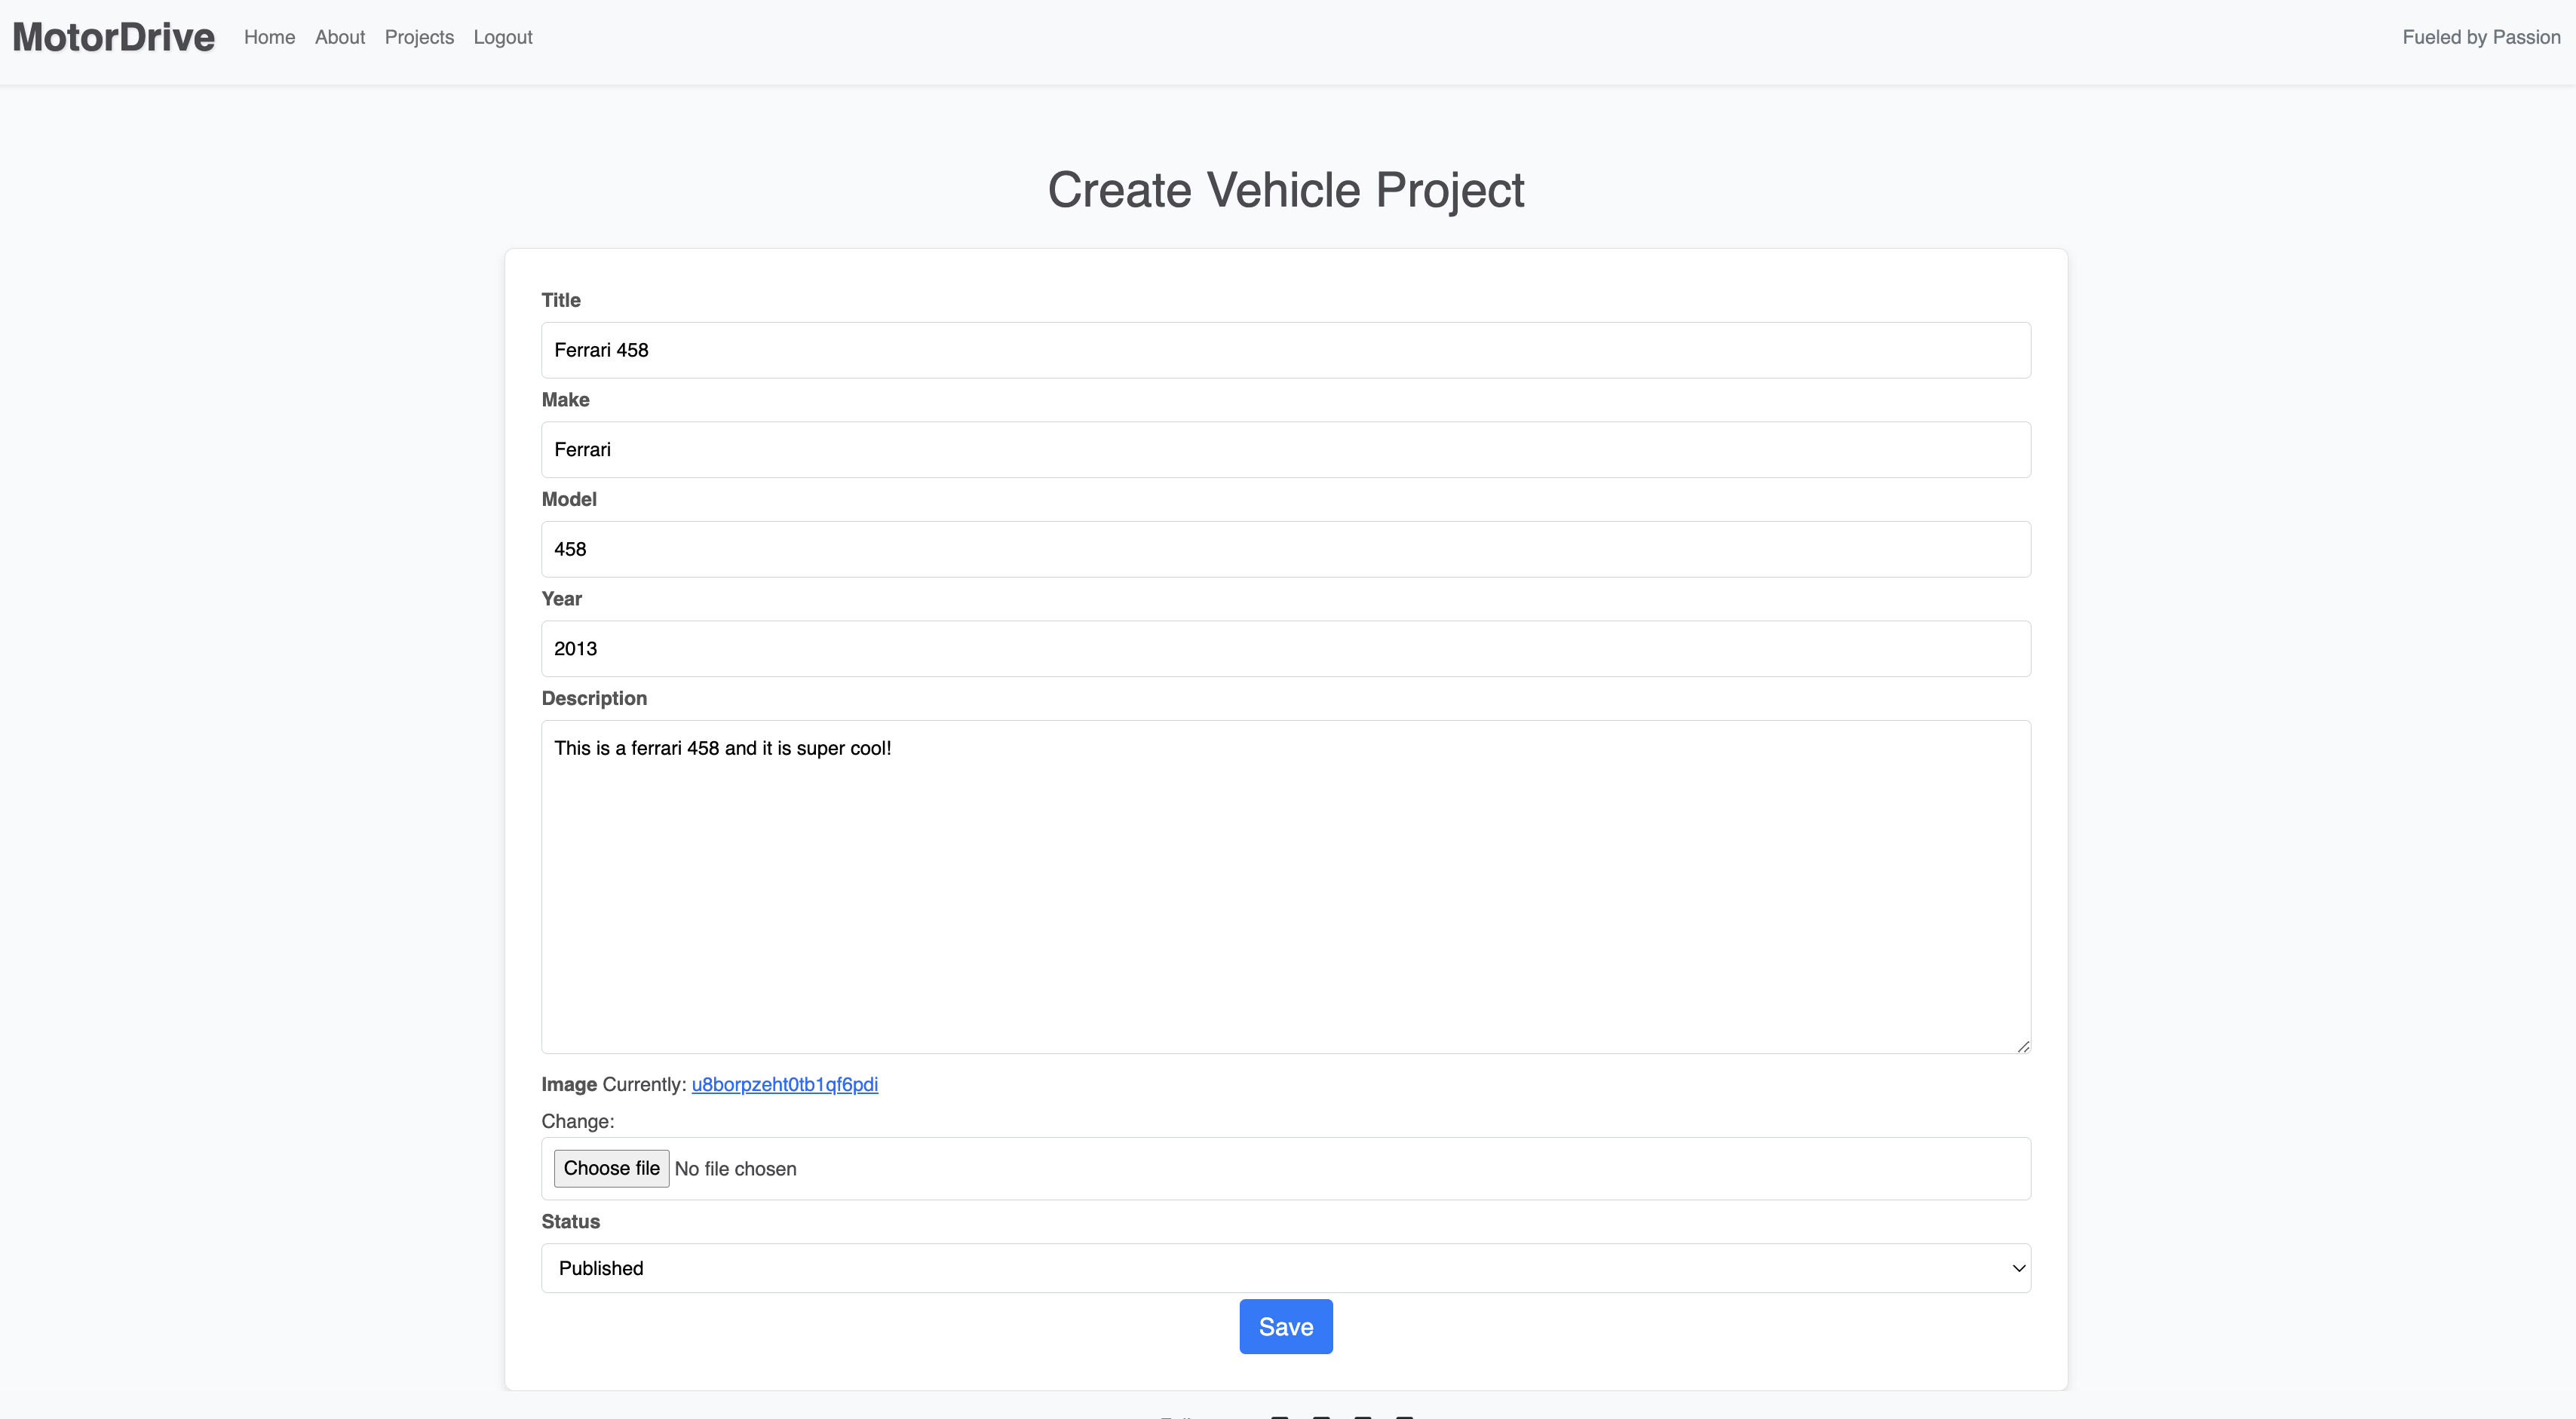 MotorDrive Home About Projects Logout Fueled by Passion
Create Vehicle Project
Title
Ferrari 458
Make
Ferrari
Model
458
Year
2013
Description
This is a ferrari 458 and it is super cool!
Image Currently: u8borpzeht0tb1qf6pdi
Change:
Choose file No file chosen
Status
Published
Save